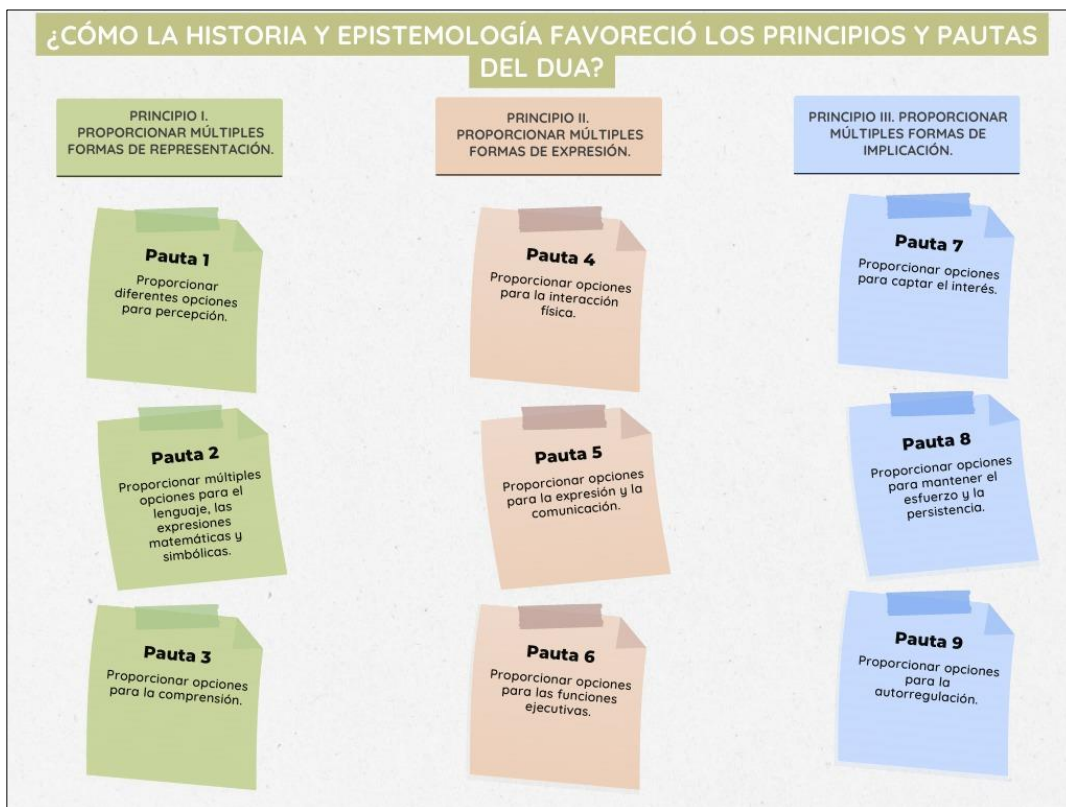 ¿CÓMO LA HISTORIA Y EPISTEMOLOGÍA FAVORECIÓ LOS PRINCIPIOS Y PAUTAS
DEL DUA?
PRINCIPIO I.
PROPORCIONAR MÚLTIPLES
FORMAS DE REPRESENTACIÓN.
Pauta 1
Proporcionar
diferentes opciones
para percepción.
Pauta 2
Proporcionar múltiples
opciones para el
lenguaje, las
expresiones
matemáticas y
simbólicas.
Pauta 3
Proporcionar opciones
para la comprensión.
PRINCIPIO II.
PROPORCIONAR MÚLTIPLES
FORMAS DE EXPRESIÓN.
Pauta 4
Proporcionar opciones
para la interacción
física.
Pauta 5
Proporcionar opciones
para la expresión y la
comunicación.
Pauta 6
Proporcionar opciones
para las funciones
ejecutivas.
PRINCIPIO III. PROPORCIONAR
MÚLTIPLES FORMAS DE
IMPLICACIÓN.
Pauta 7
Proporcionar opciones
para captar el interés.
Pauta 8
Proporcionar opciones
para mantener el
esfuerzo y la
persistencia.
Pauta 9
Proporcionar opciones
para la
autorregulación.